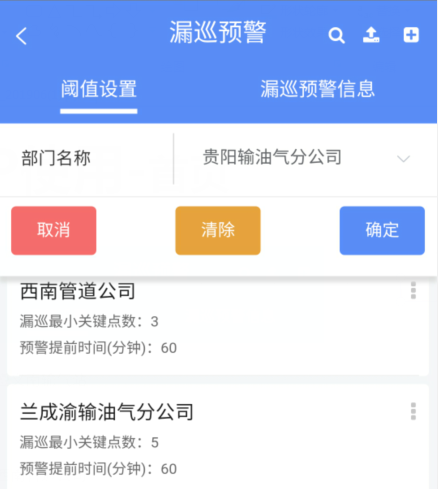 漏巡预警
阈值设置 漏巡预警信息
部门名称 贵阳输油气分公司
取消 清除 确定
西南管道公司
漏巡最小关键点数：3
预警提前时间(分钟)：60
兰成渝输油气分公司
漏巡最小关键点数：5
预警提前时间(分钟)：60